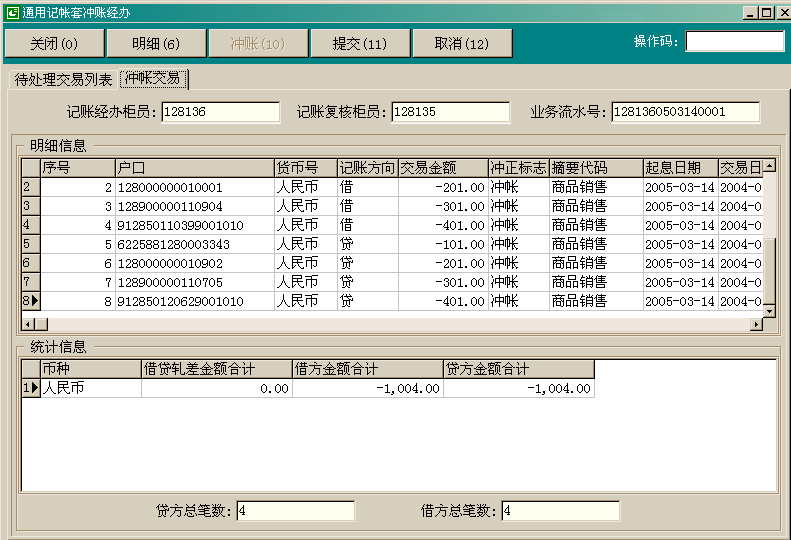 通用记帐套冲账经办
关闭(0) 明细(6) 冲账(10) 提交(11) 取消(12) 操作码:
待处理交易列表 冲帐交易
记账经办柜员: 128136 记账复核柜员: 128135 业务流水号: 1281360503140001
明细信息
序号 户口 货币号 记账方向 交易金额 冲正标志 摘要代码 起息日期 交易日
2 2 128000000010001 人民币 借 -201.00 冲帐 商品销售 2005-03-14 2004-0
3 3 128900000110904 人民币 借 -301.00 冲帐 商品销售 2005-03-14 2004-0
4 4 912850110399001010 人民币 借 -401.00 冲帐 商品销售 2005-03-14 2004-0
5 5 6225881280003343 人民币 贷 -101.00 冲帐 商品销售 2005-03-14 2004-0
6 6 128000000010902 人民币 贷 -201.00 冲帐 商品销售 2005-03-14 2004-0
7 7 128900000110705 人民币 贷 -301.00 冲帐 商品销售 2005-03-14 2004-0
8 8 912850120629001010 人民币 贷 -401.00 冲帐 商品销售 2005-03-14 2004-0
统计信息
币种 借贷轧差金额合计 借方金额合计 贷方金额合计
1 人民币 0.00 -1,004.00 -1,004.00
贷方总笔数: 4 借方总笔数: 4